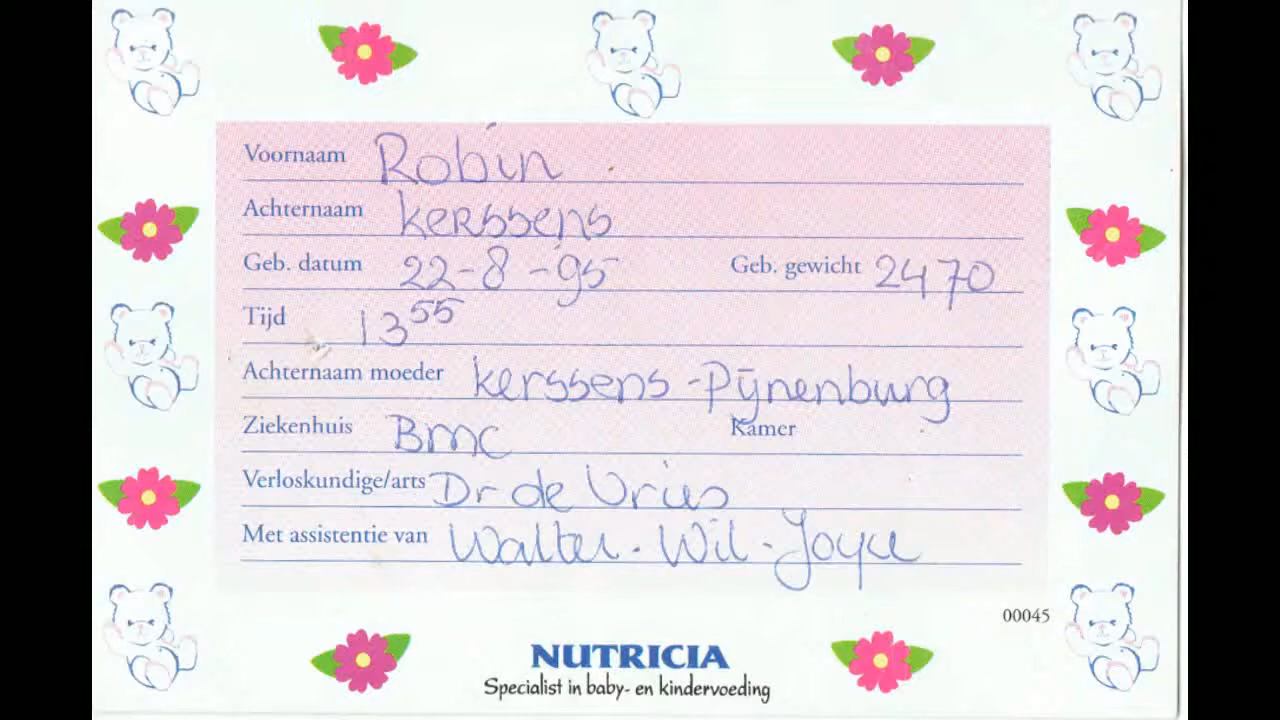 Voornaam Robin
Achternaam Kerssens
Geb. datum 22-8-95 Geb. gewicht 2470
Tijd 13 55
Achternaam moeder Kerssens-Pijnenburg
Ziekenhuis BMC Kamer
Verloskundige/arts Dr de Vries
Met assistentie van Walter. Wil. Joyce
00045
NUTRICIA
Specialist in baby- en kindervoeding